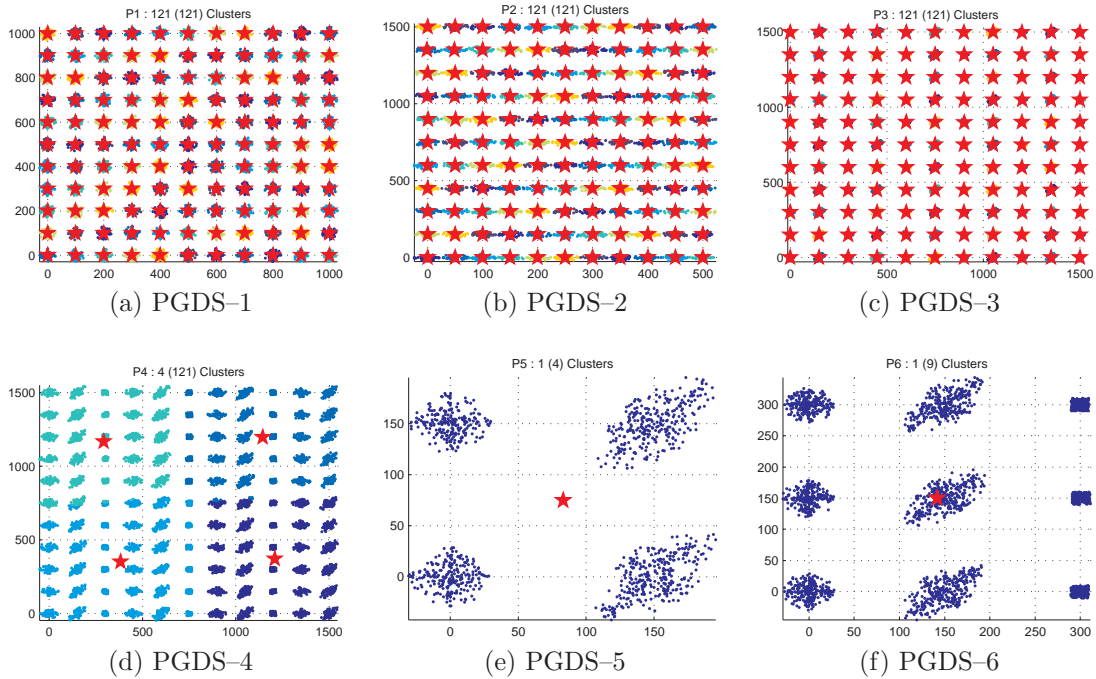 P1 : 121 (121) Clusters
1000
800
600
400
200
0
0 200 400 600 800 1000
(a) PGDS–1
P2 : 121 (121) Clusters
1500
1000
500
0
0 100 200 300 400 500
(b) PGDS–2
P3 : 121 (121) Clusters
1500
1000
500
0
0 500 1000 1500
(c) PGDS–3
P4 : 4 (121) Clusters
1500
1000
500
0
0 500 1000 1500
(d) PGDS–4
P5 : 1 (4) Clusters
150
100
50
0
0 50 100 150
(e) PGDS–5
P6 : 1 (9) Clusters
300
250
200
150
100
50
0
0 50 100 150 200 250 300
(f) PGDS–6